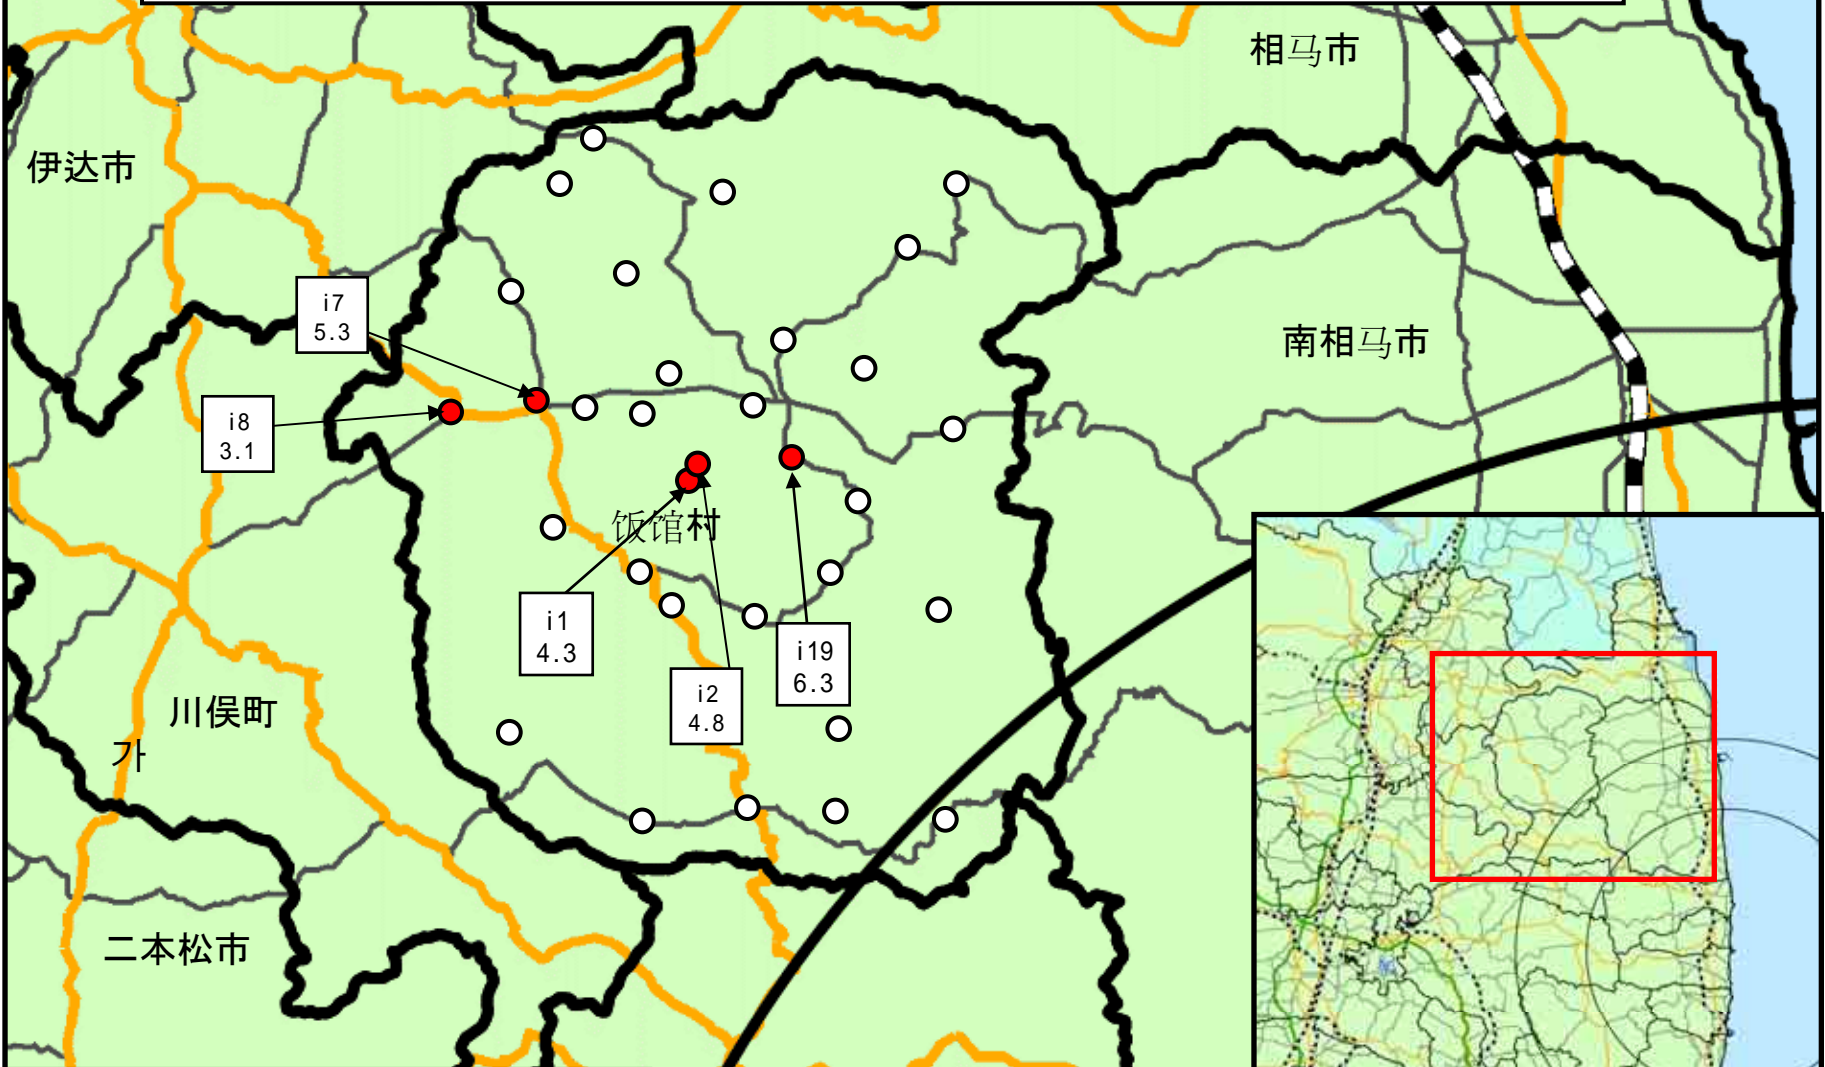 相马市
伊达市
i7
5.3
南相马市
i8
3.1
饭馆村
i1
4.3
i19
6.3
i2
4.8
川俣町
가
二本松市